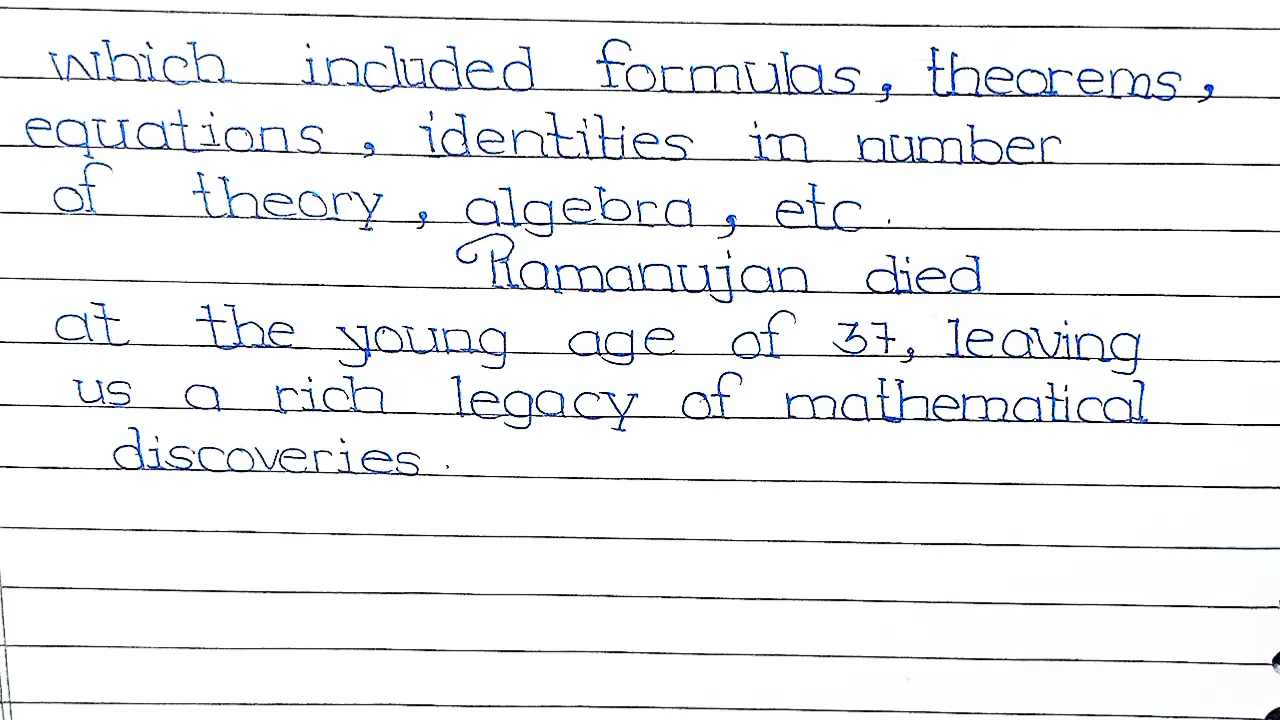 which included formulas, theorems,
equations, identities in number
of theory, algebra, etc.
Ramanujan died
at the young age of 37, leaving
us a rich legacy of mathematical
discoveries.